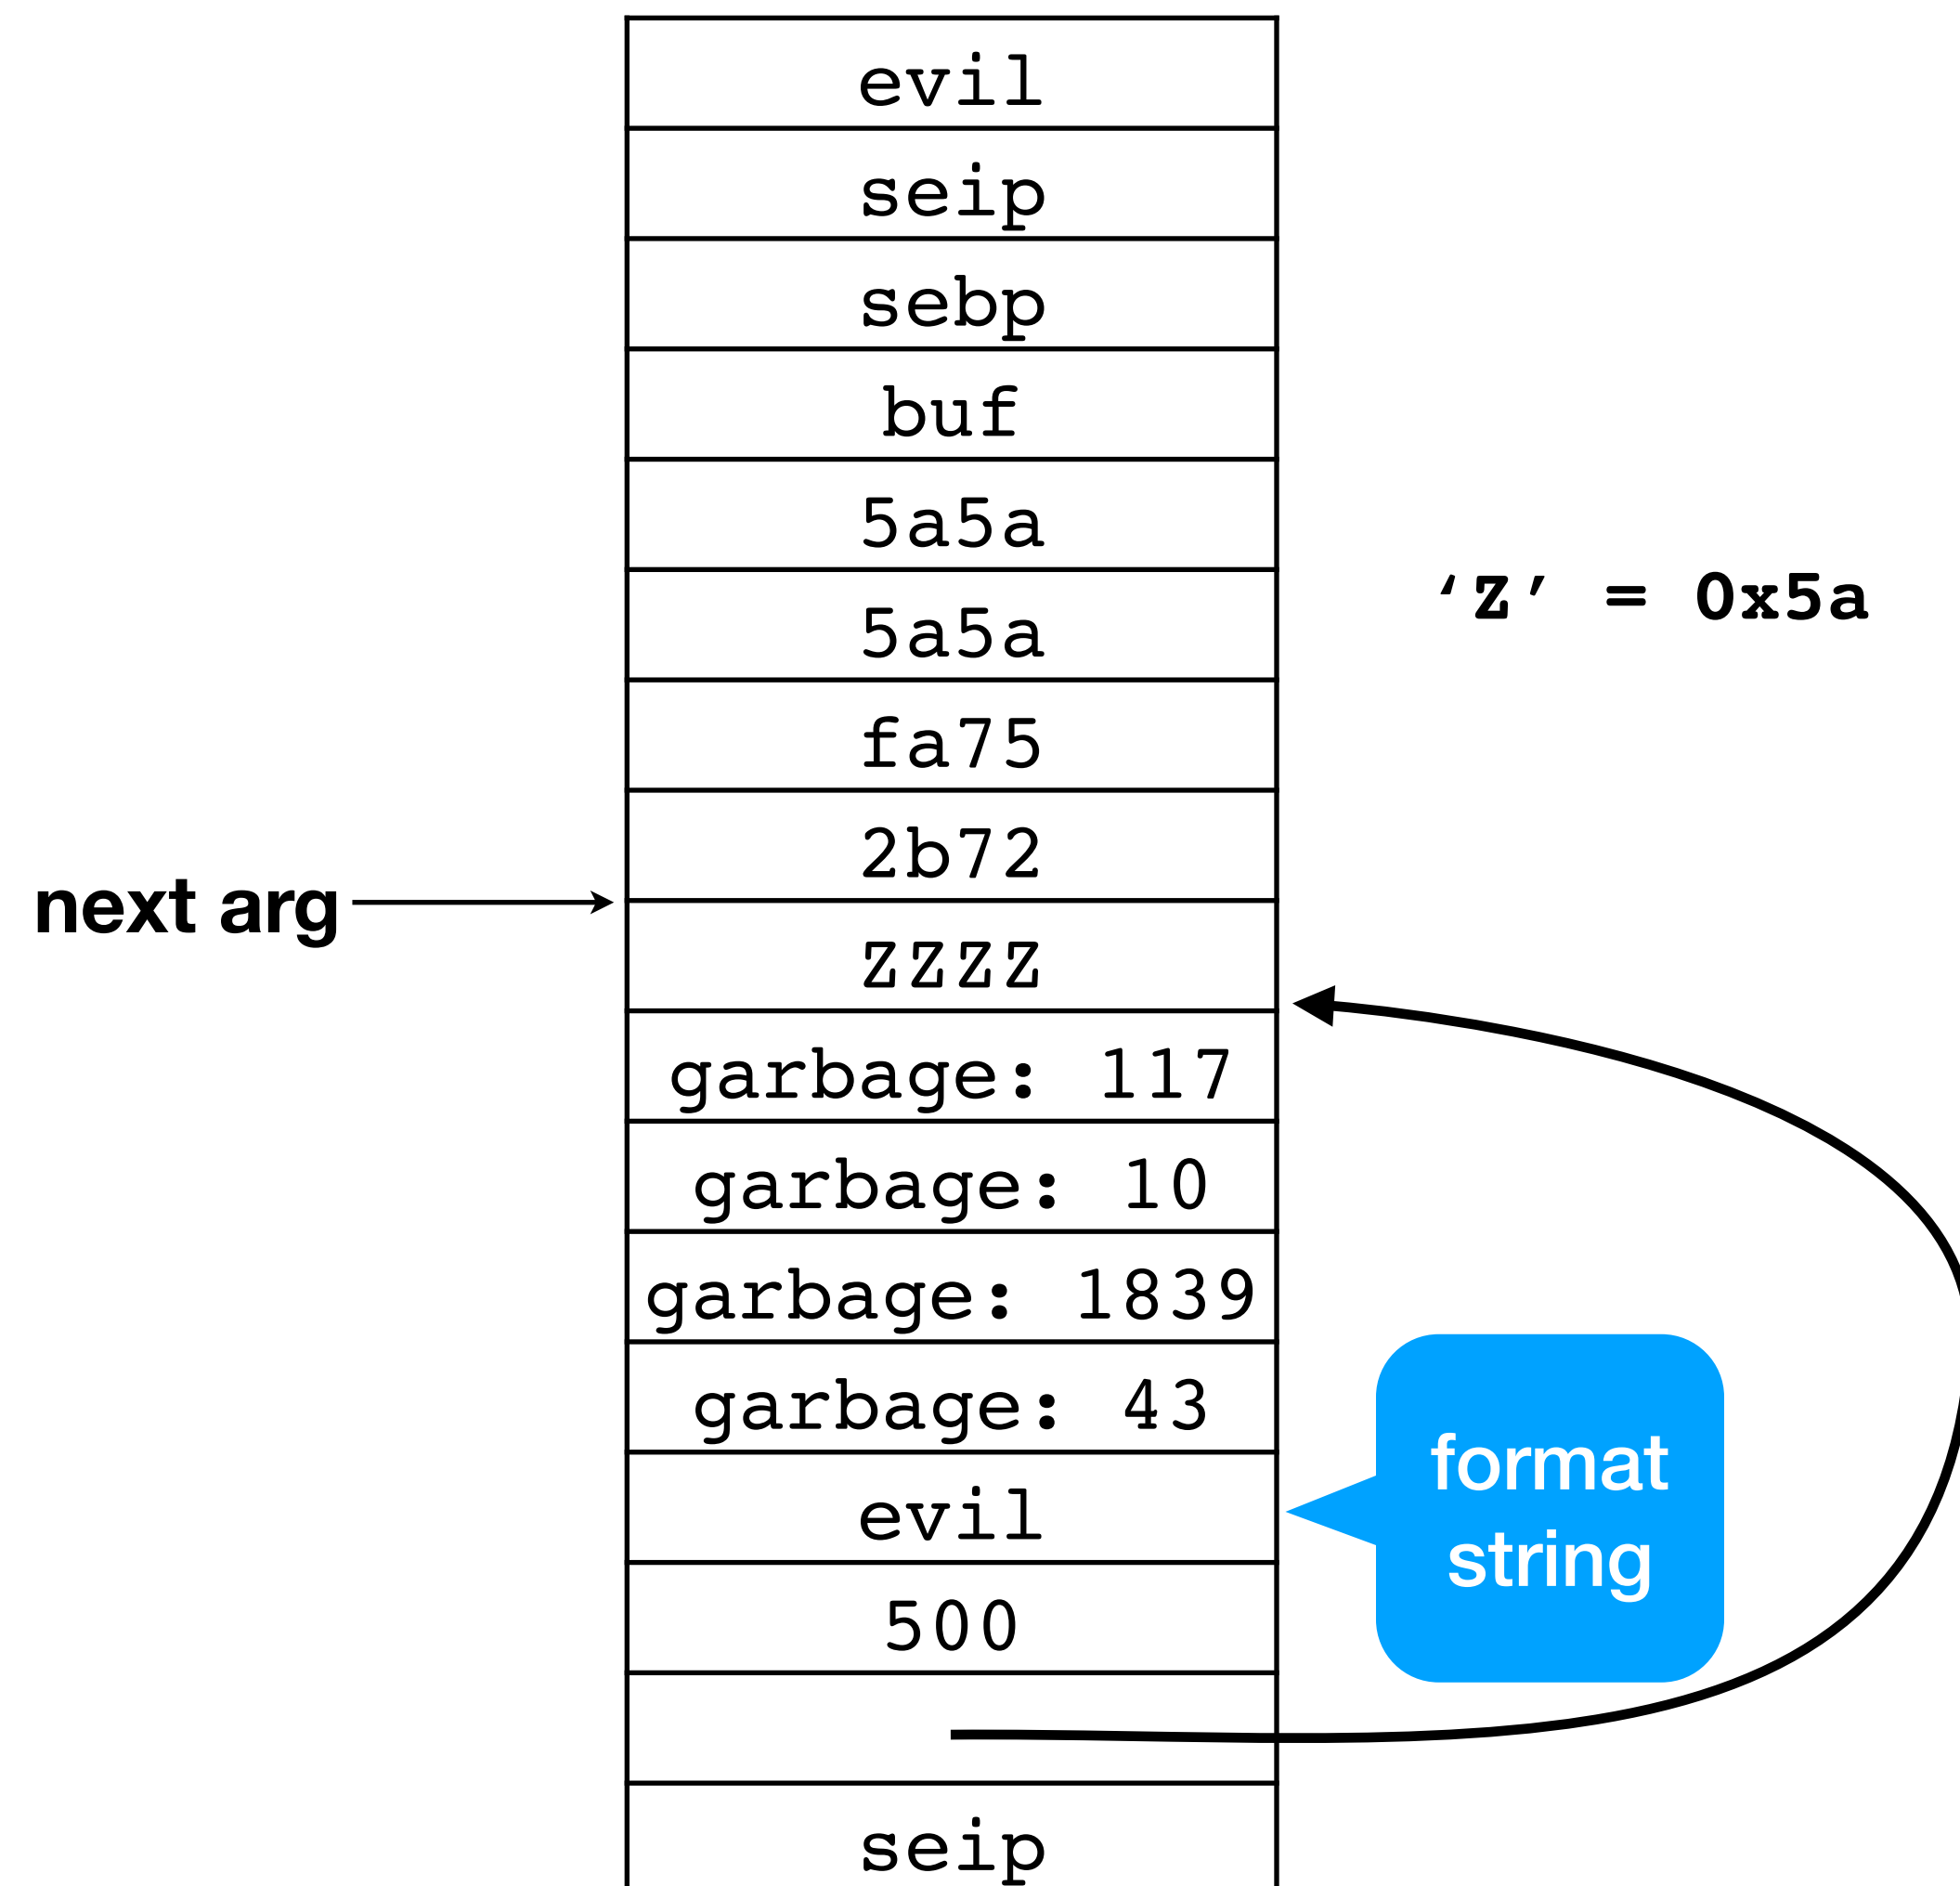 evil
seip
sebp
buf
5a5a
‘Z’ = 0x5a
5a5a
fa75
2b72
next arg
ZZZZ
garbage: 117
garbage: 10
garbage: 1839
garbage: 43
format
string
evil
500
seip